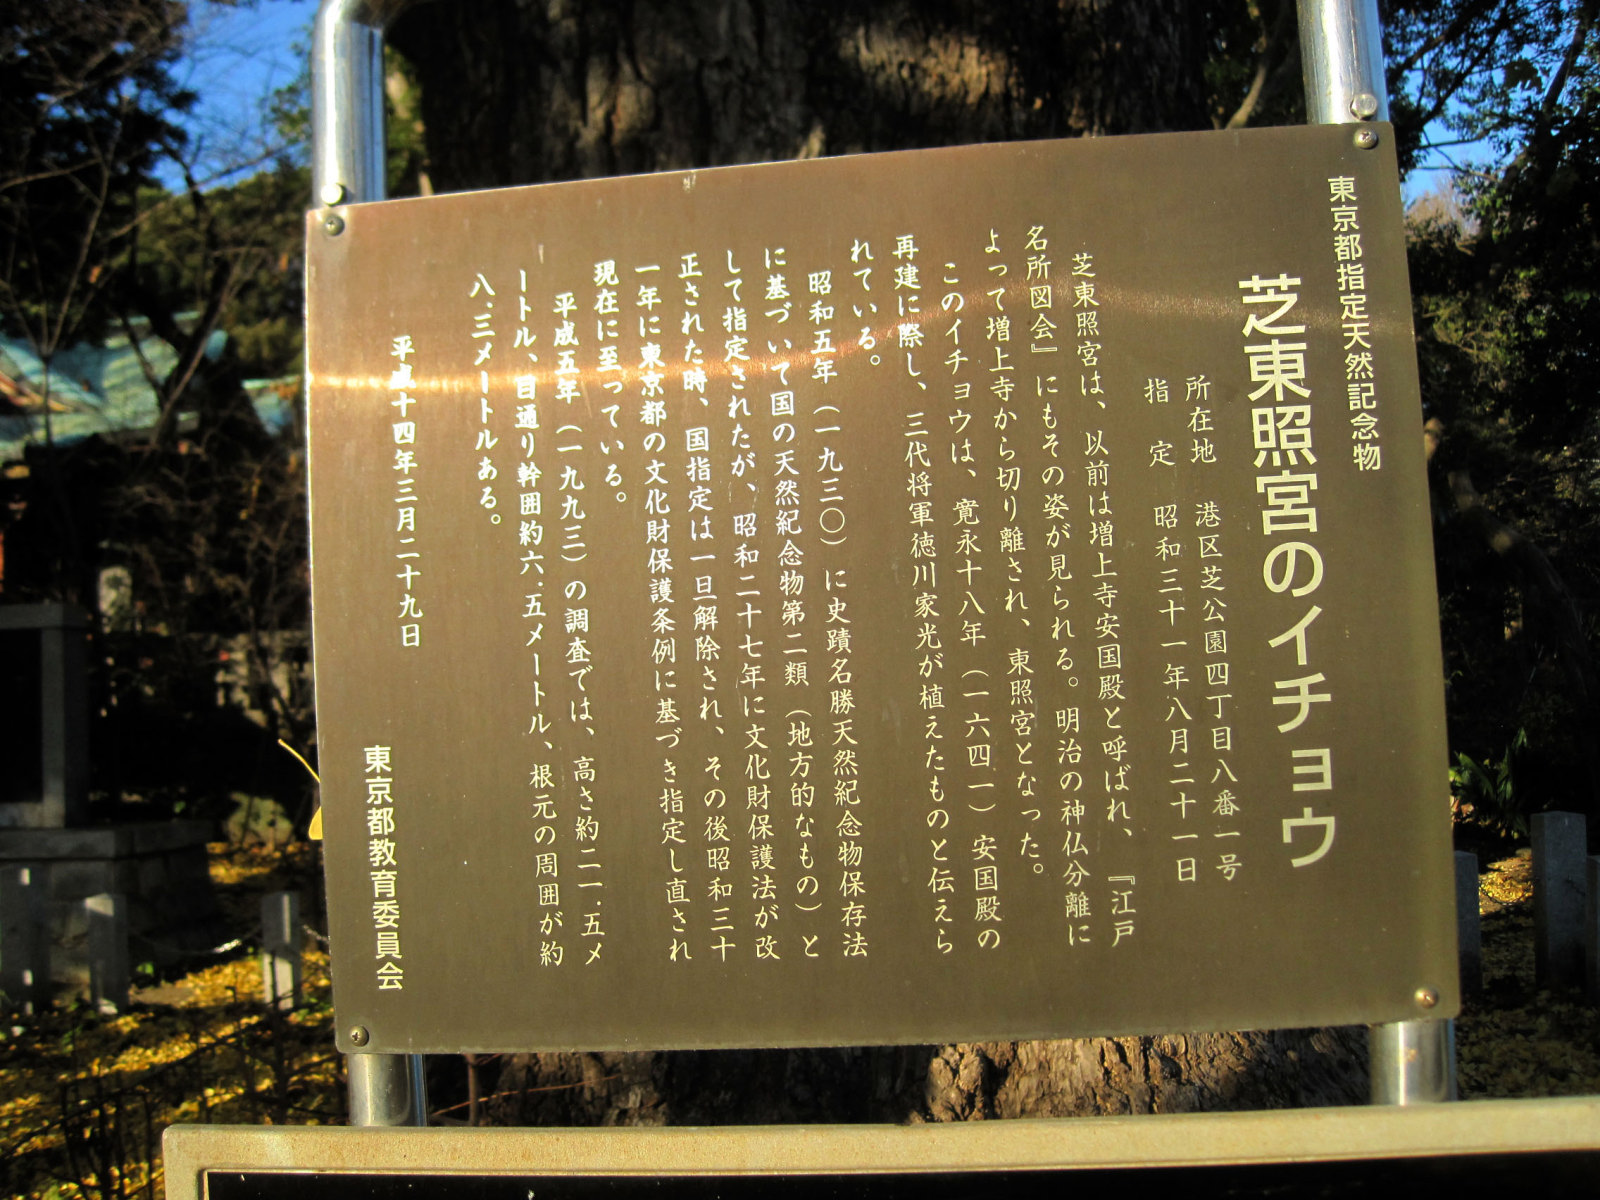 東京都指定天然記念物
芝東照宮のイチョウ
所在地　港区芝公園四丁目八番一号
指　定　昭和三十一年八月二十一日
芝東照宮は、以前は増上寺安国殿と呼ばれ、『江戸
名所図会』にもその姿が見られる。明治の神仏分離に
よって増上寺から切り離され、東照宮となった。
このイチョウは、寛永十八年（一六四一）安国殿の
再建に際し、三代将軍徳川家光が植えたものと伝えら
れている。
昭和五年（一九三〇）に史蹟名勝天然紀念物保存法
に基づいて国の天然紀念物第二類（地方的なもの）と
して指定されたが、昭和二十七年に文化財保護法が改
正された時、国指定は一旦解除され、その後昭和三十
一年に東京都の文化財保護条例に基づき指定し直され
現在に至っている。
平成五年（一九九三）の調査では、高さ約二一.五メ
ートル、目通り幹囲約六.五メートル、根元の周囲が約
八.三メートルある。
平成十四年三月二十九日
東京都教育委員会